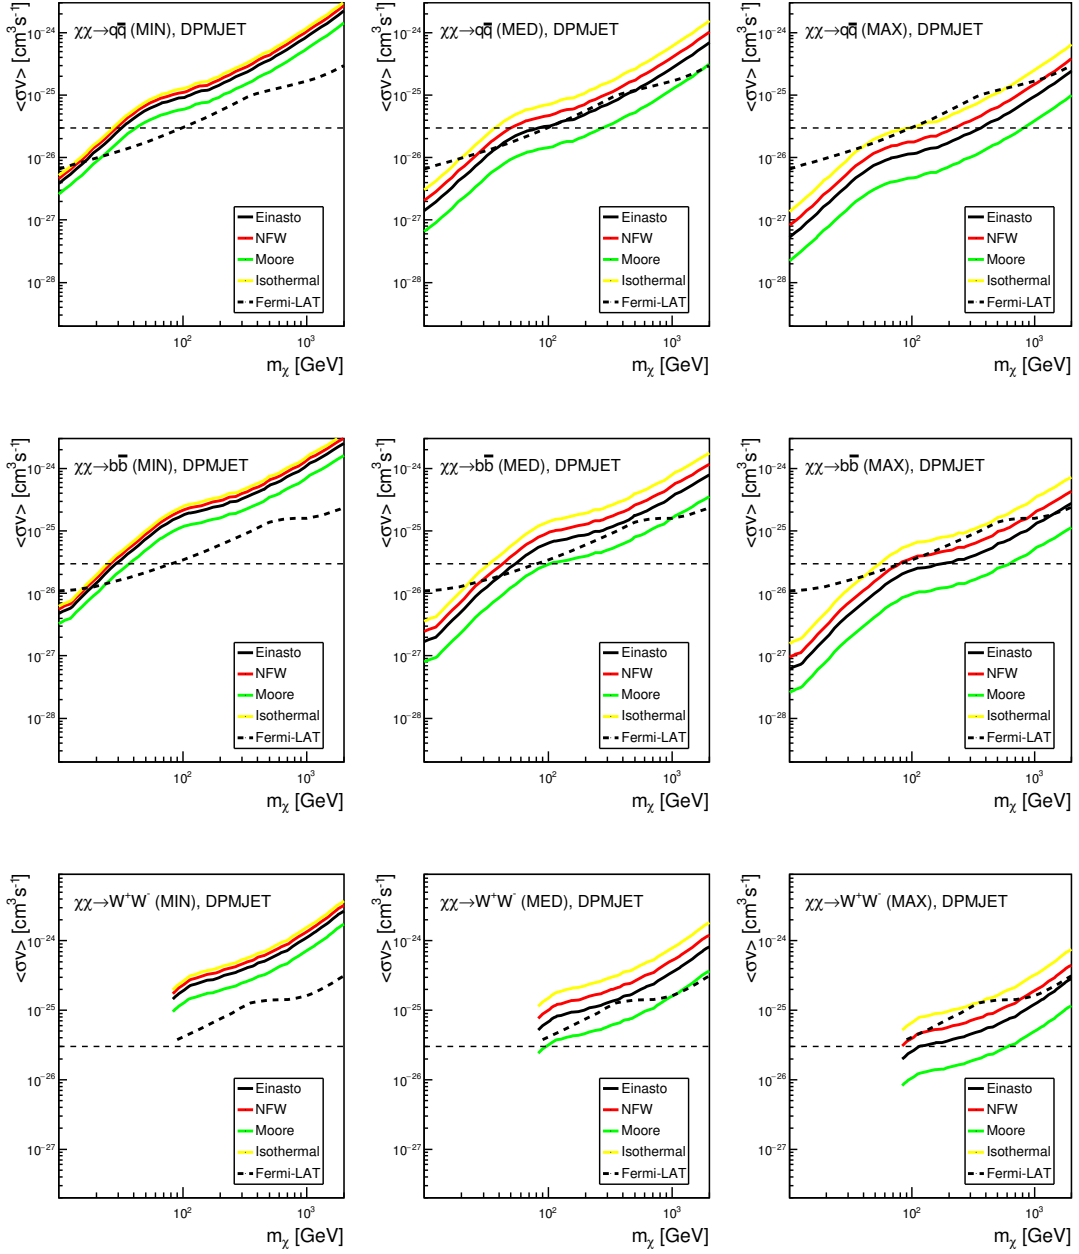 <σv> [cm³s⁻¹]
χχ→qq̅ (MIN), DPMJET
10⁻²⁴
10⁻²⁵
10⁻²⁶
10⁻²⁷
10⁻²⁸
Einasto
NFW
Moore
Isothermal
Fermi-LAT
10² 10³
mχ [GeV]
<σv> [cm³s⁻¹]
χχ→qq̅ (MED), DPMJET
10⁻²⁴
10⁻²⁵
10⁻²⁶
10⁻²⁷
10⁻²⁸
Einasto
NFW
Moore
Isothermal
Fermi-LAT
10² 10³
mχ [GeV]
<σv> [cm³s⁻¹]
χχ→qq̅ (MAX), DPMJET
10⁻²⁴
10⁻²⁵
10⁻²⁶
10⁻²⁷
10⁻²⁸
Einasto
NFW
Moore
Isothermal
Fermi-LAT
10² 10³
mχ [GeV]
<σv> [cm³s⁻¹]
χχ→bb̅ (MIN), DPMJET
10⁻²⁴
10⁻²⁵
10⁻²⁶
10⁻²⁷
10⁻²⁸
Einasto
NFW
Moore
Isothermal
Fermi-LAT
10² 10³
mχ [GeV]
<σv> [cm³s⁻¹]
χχ→bb̅ (MED), DPMJET
10⁻²⁴
10⁻²⁵
10⁻²⁶
10⁻²⁷
10⁻²⁸
Einasto
NFW
Moore
Isothermal
Fermi-LAT
10² 10³
mχ [GeV]
<σv> [cm³s⁻¹]
χχ→bb̅ (MAX), DPMJET
10⁻²⁴
10⁻²⁵
10⁻²⁶
10⁻²⁷
10⁻²⁸
Einasto
NFW
Moore
Isothermal
Fermi-LAT
10² 10³
mχ [GeV]
<σv> [cm³s⁻¹]
χχ→W⁺W⁻ (MIN), DPMJET
10⁻²⁴
10⁻²⁵
10⁻²⁶
10⁻²⁷
Einasto
NFW
Moore
Isothermal
Fermi-LAT
10² 10³
mχ [GeV]
<σv> [cm³s⁻¹]
χχ→W⁺W⁻ (MED), DPMJET
10⁻²⁴
10⁻²⁵
10⁻²⁶
10⁻²⁷
Einasto
NFW
Moore
Isothermal
Fermi-LAT
10² 10³
mχ [GeV]
<σv> [cm³s⁻¹]
χχ→W⁺W⁻ (MAX), DPMJET
10⁻²⁴
10⁻²⁵
10⁻²⁶
10⁻²⁷
Einasto
NFW
Moore
Isothermal
Fermi-LAT
10² 10³
mχ [GeV]